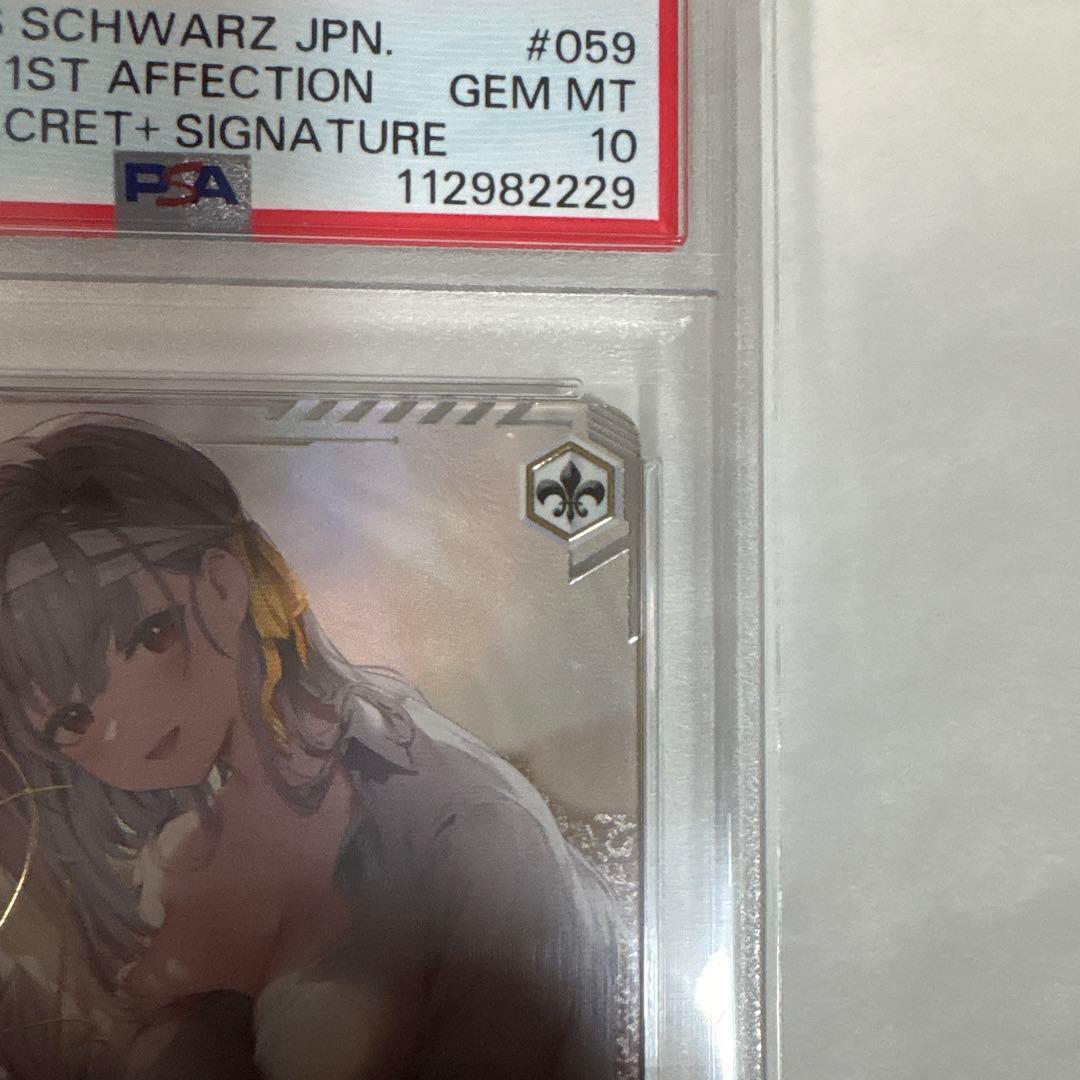 S SCHWARZ JPN. #059
1ST AFFECTION GEM MT
CRET+ SIGNATURE 10
PSA 112982229